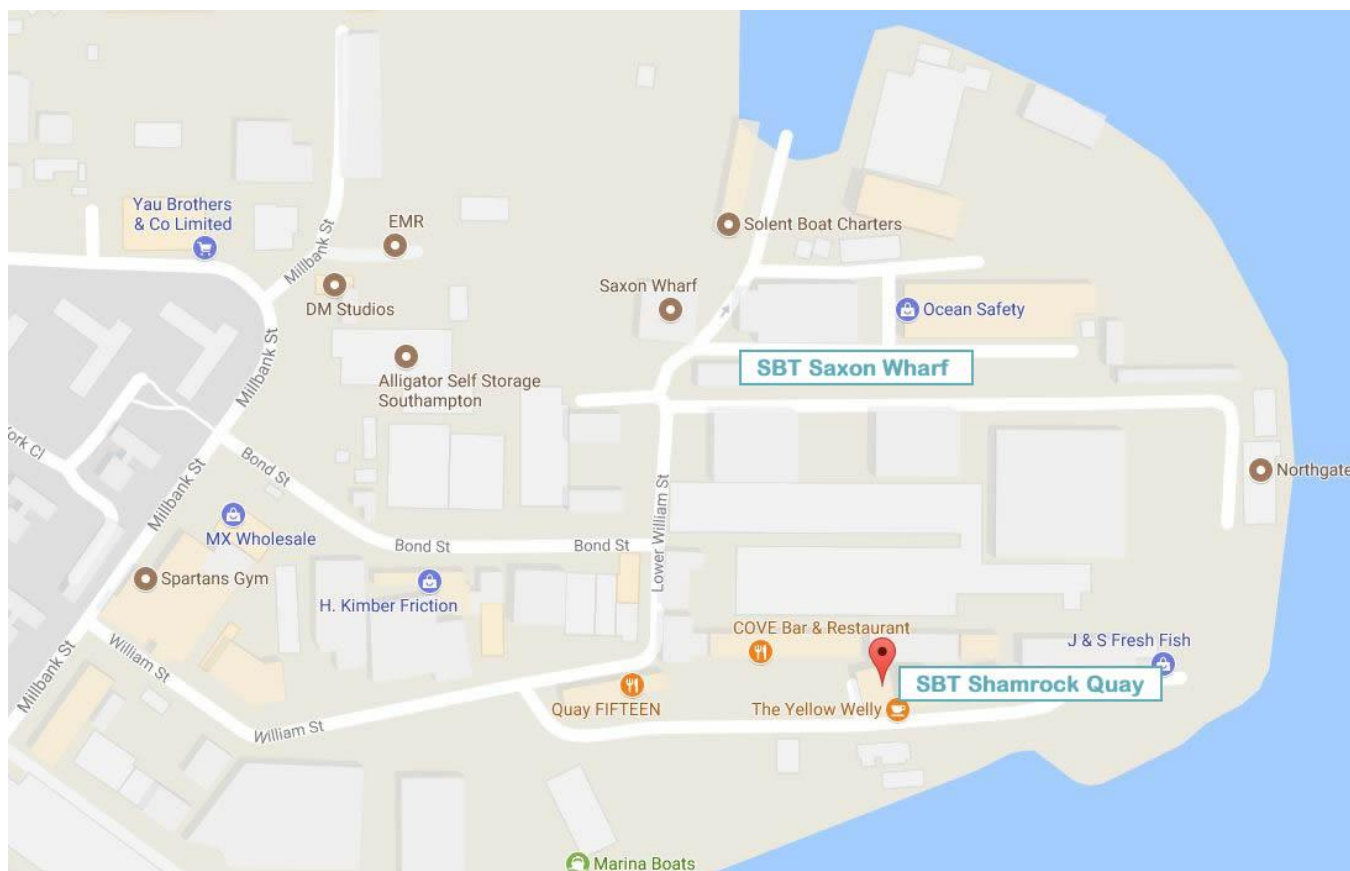 Yau Brothers
& Co Limited
EMR
Solent Boat Charters
Millbank St
DM Studios
Saxon Wharf
Ocean Safety
Millbank St
SBT Saxon Wharf
Alligator Self Storage
Southampton
York Cl
Bond St
Millbank St
Northgate
Lower William St
MX Wholesale
Bond St
Bond St
Spartans Gym
H. Kimber Friction
COVE Bar & Restaurant
J & S Fresh Fish
William St
Millbank St
SBT Shamrock Quay
Quay FIFTEEN
The Yellow Welly
William St
Marina Boats